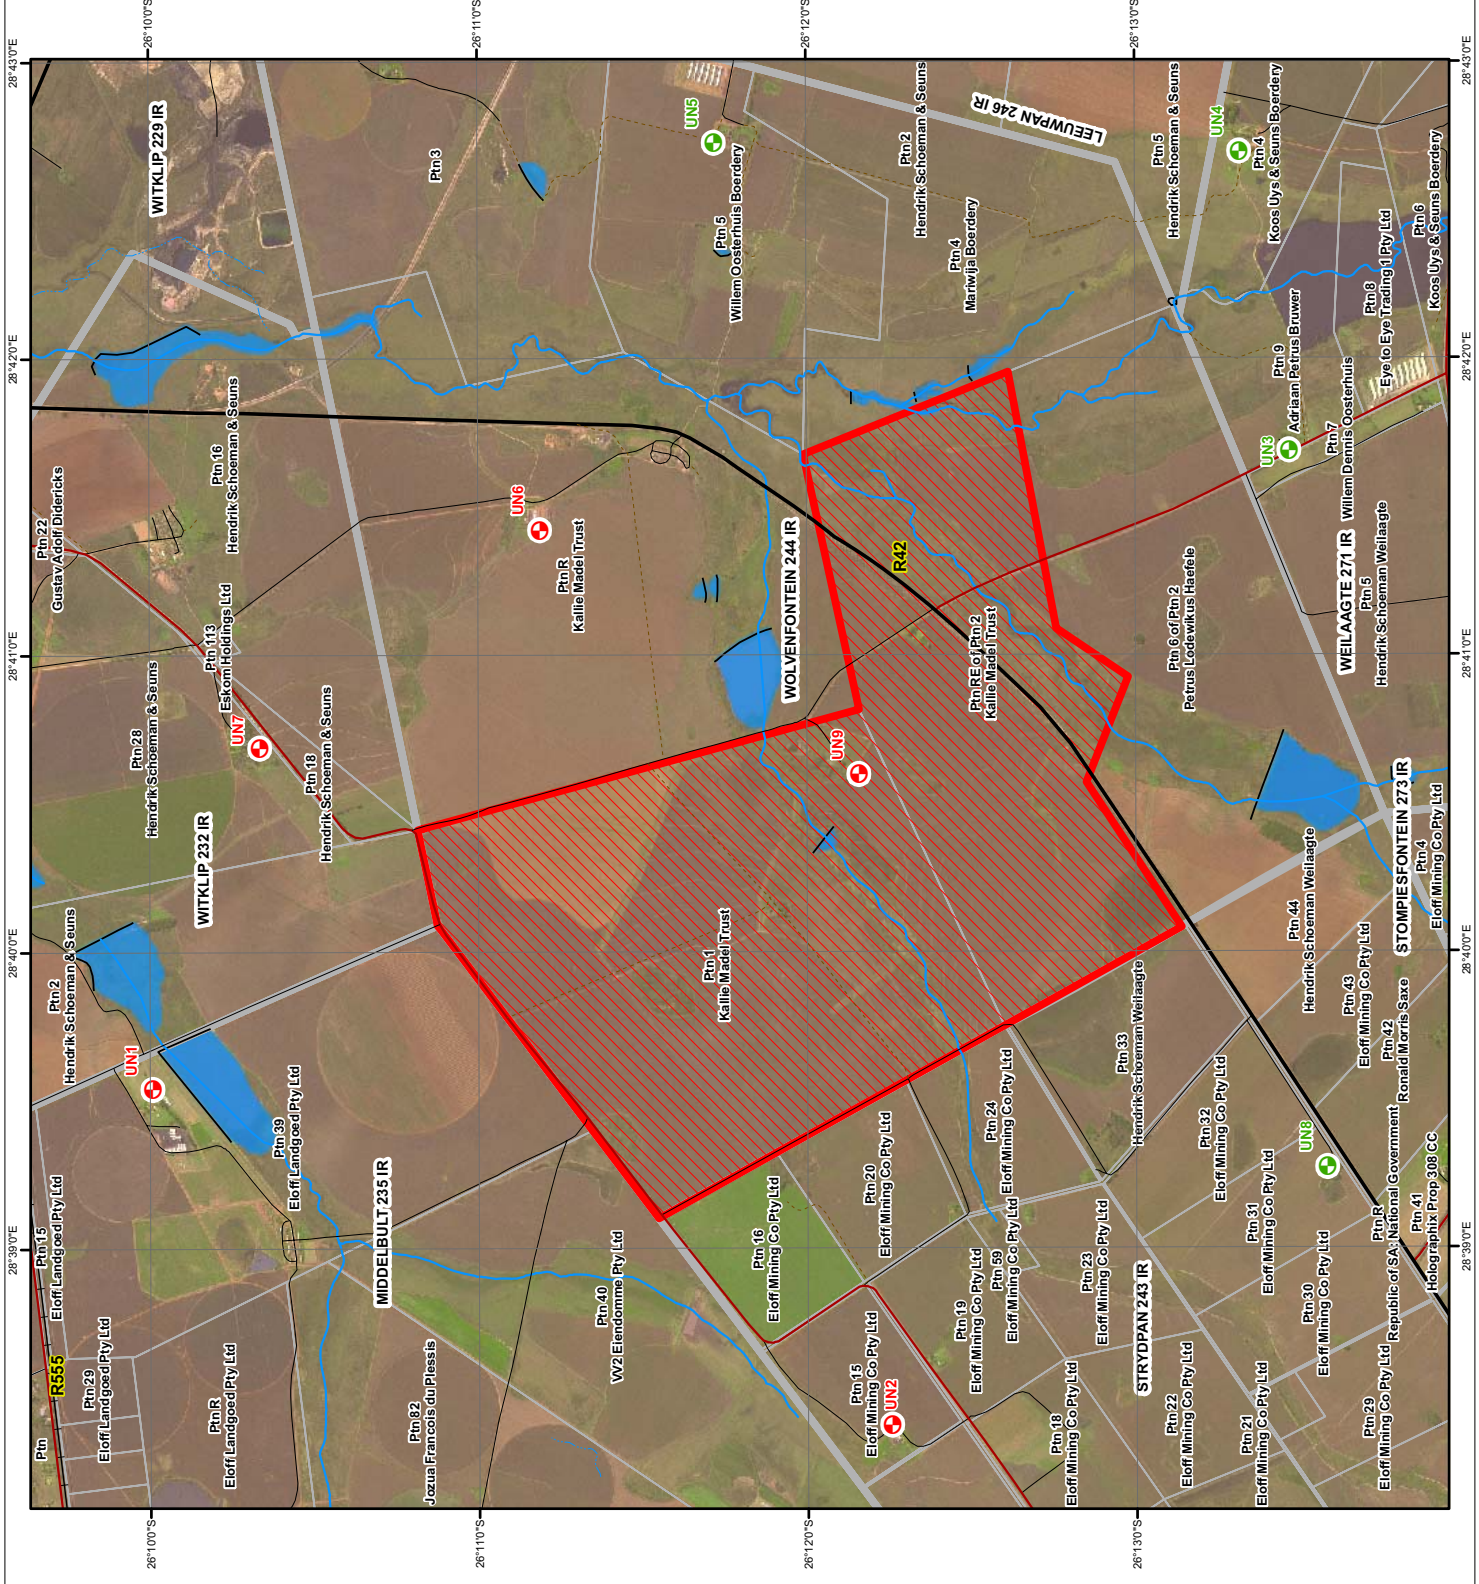 28°39'0"E
28°40'0"E
28°41'0"E
28°42'0"E
28°43'0"E
Ptn
R555
Ptn 15
Eloff Landgoed Pty Ltd
Ptn 2
Hendrik Schoeman & Seuns
Ptn 22
Gustav Adolf Didericks
Ptn 29
Eloff Landgoed Pty Ltd
UN1
Ptn 28
Hendrik Schoeman & Seuns
26°10'0"S
26°10'0"S
WITKLIP 229 IR
Ptn R
Eloff Landgoed Pty Ltd
WITKLIP 232 IR
Ptn 113
Eskom Holdings Ltd
Ptn 16
Hendrik Schoeman & Seuns
UN7
Ptn 39
Eloff Landgoed Pty Ltd
Ptn 18
Hendrik Schoeman & Seuns
MIDDELBULT 235 IR
Ptn 82
Jozua Francois du Plessis
Ptn 3
26°11'0"S
26°11'0"S
UN6
Ptn R
Kallie Madel Trust
Ptn 40
VV2 Eiendomme Pty Ltd
UN5
Ptn 1
Kallie Madel Trust
Ptn 5
Willem Oosterhuis Boerdery
Ptn 16
Eloff Mining Co Pty Ltd
WOLVENFONTEIN 244 IR
26°12'0"S
26°12'0"S
UN9
Ptn 15
Eloff Mining Co Pty Ltd
UN2
Ptn 20
Eloff Mining Co Pty Ltd
R42
Ptn 2
Hendrik Schoeman & Seuns
Ptn 19
Eloff Mining Co Pty Ltd
Ptn 4
Mariwija Boerdery
Ptn RE of Ptn 2
Kallie Madel Trust
Ptn 24
Eloff Mining Co Pty Ltd
Ptn 59
Eloff Mining Co Pty Ltd
LEEUWPAN 246 IR
Ptn 18
Eloff Mining Co Pty Ltd
Ptn 23
Eloff Mining Co Pty Ltd
Ptn 33
Hendrik Schoeman Weilaagte
26°13'0"S
26°13'0"S
STRYDPAN 243 IR
Ptn 5
Hendrik Schoeman & Seuns
Ptn 22
Eloff Mining Co Pty Ltd
Ptn 6 of Ptn 2
Petrus Lodewikus Haefele
Ptn 32
Eloff Mining Co Pty Ltd
UN4
Ptn 4
Koos Uys & Seuns Boerdery
Ptn 21
Eloff Mining Co Pty Ltd
Ptn 31
Eloff Mining Co Pty Ltd
UN3
Ptn 9
Adriaan Petrus Bruwer
Ptn 44
Hendrik Schoeman Weilaagte
UN8
Ptn 30
Eloff Mining Co Pty Ltd
Ptn 7
Willem Dennis Oosterhuis
WEILAAGTE 271 IR
Ptn 5
Hendrik Schoeman Weilaagte
Ptn 43
Eloff Mining Co Pty Ltd
Ptn 8
Eye to Eye Trading 1 Pty Ltd
Ptn 29
Eloff Mining Co Pty Ltd
Ptn R
Republic of SA: National Government
Ptn 42
Ronald Morris Saxe
STOMPIESFONTEIN 273 IR
Ptn 41
Holographix Prop 308 CC
Ptn 4
Eloff Mining Co Pty Ltd
Ptn 6
Koos Uys & Seuns Boerdery
28°39'0"E
28°40'0"E
28°41'0"E
28°42'0"E
28°43'0"E